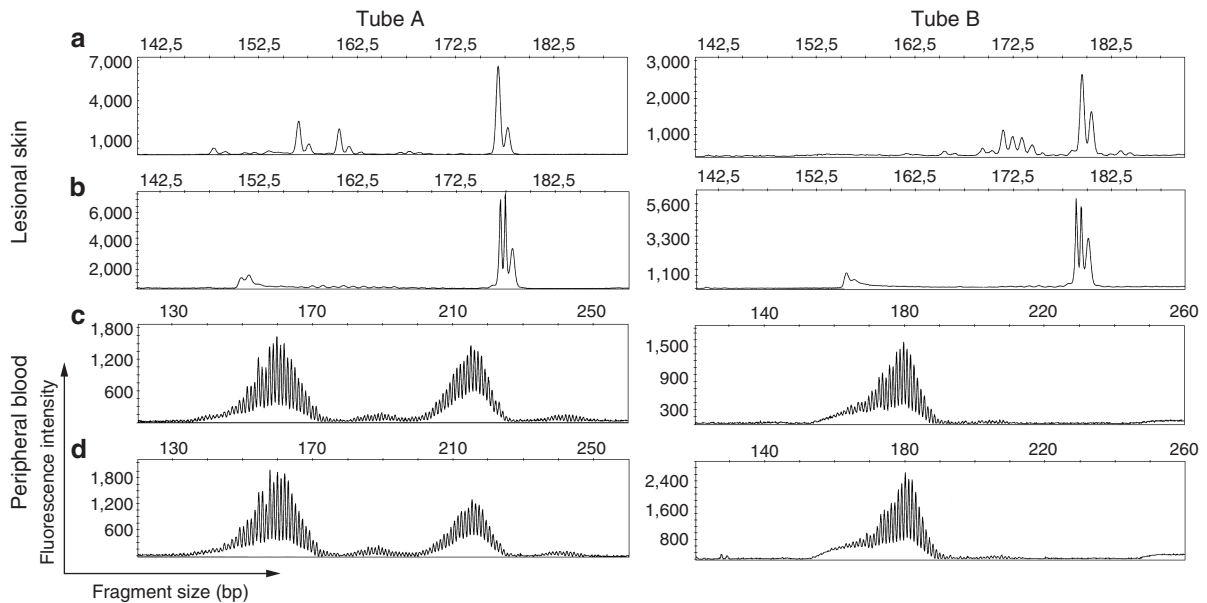 Tube A Tube B
a 142,5 152,5 162,5 172,5 182,5 142,5 152,5 162,5 172,5 182,5
7,000 3,000
4,000 2,000
1,000 1,000
Lesional skin
b 142,5 152,5 162,5 172,5 182,5 142,5 152,5 162,5 172,5 182,5
6,000 5,600
4,000 3,300
2,000 1,100
c 130 170 210 250 140 180 220 260
1,800 1,500
1,200 900
600 300
Peripheral blood
Fluorescence intensity
d 130 170 210 250 140 180 220 260
1,800 2,400
1,200 1,600
600 800
Fragment size (bp)